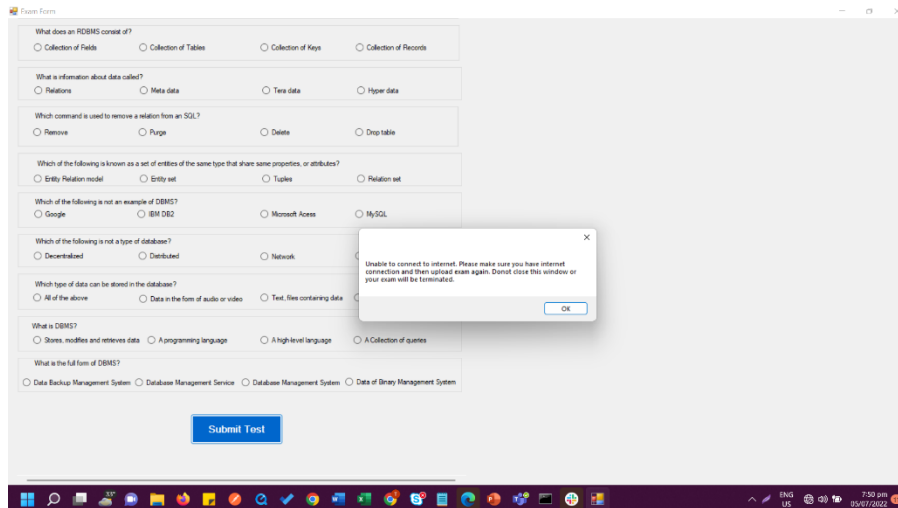 Exam Form
What does an RDBMS consist of?
Collection of Fields Collection of Tables Collection of Keys Collection of Records
What is information about data called?
Relations Meta data Tera data Hyper data
Which command is used to remove a relation from an SQL?
Remove Purge Delete Drop table
Which of the following is known as a set of entities of the same type that share same properties, or attributes?
Entity Relation model Entity set Tuples Relation set
Which of the following is not an example of DBMS?
Google IBM DB2 Microsoft Acess MySQL
Which of the following is not a type of database?
Decentralized Distributed Network
Unable to connect to internet. Please make sure you have internet
connection and then upload exam again. Donot close this window or
your exam will be terminated.
OK
Which type of data can be stored in the database?
All of the above Data in the form of audio or video Text, files containing data
What is DBMS?
Stores, modifies and retrieves data A programming language A high-level language A Collection of queries
What is the full form of DBMS?
Data Backup Management System Database Management Service Database Management System Data of Binary Management System
Submit Test
33°
ENG
US
7:50 pm
05/07/2022